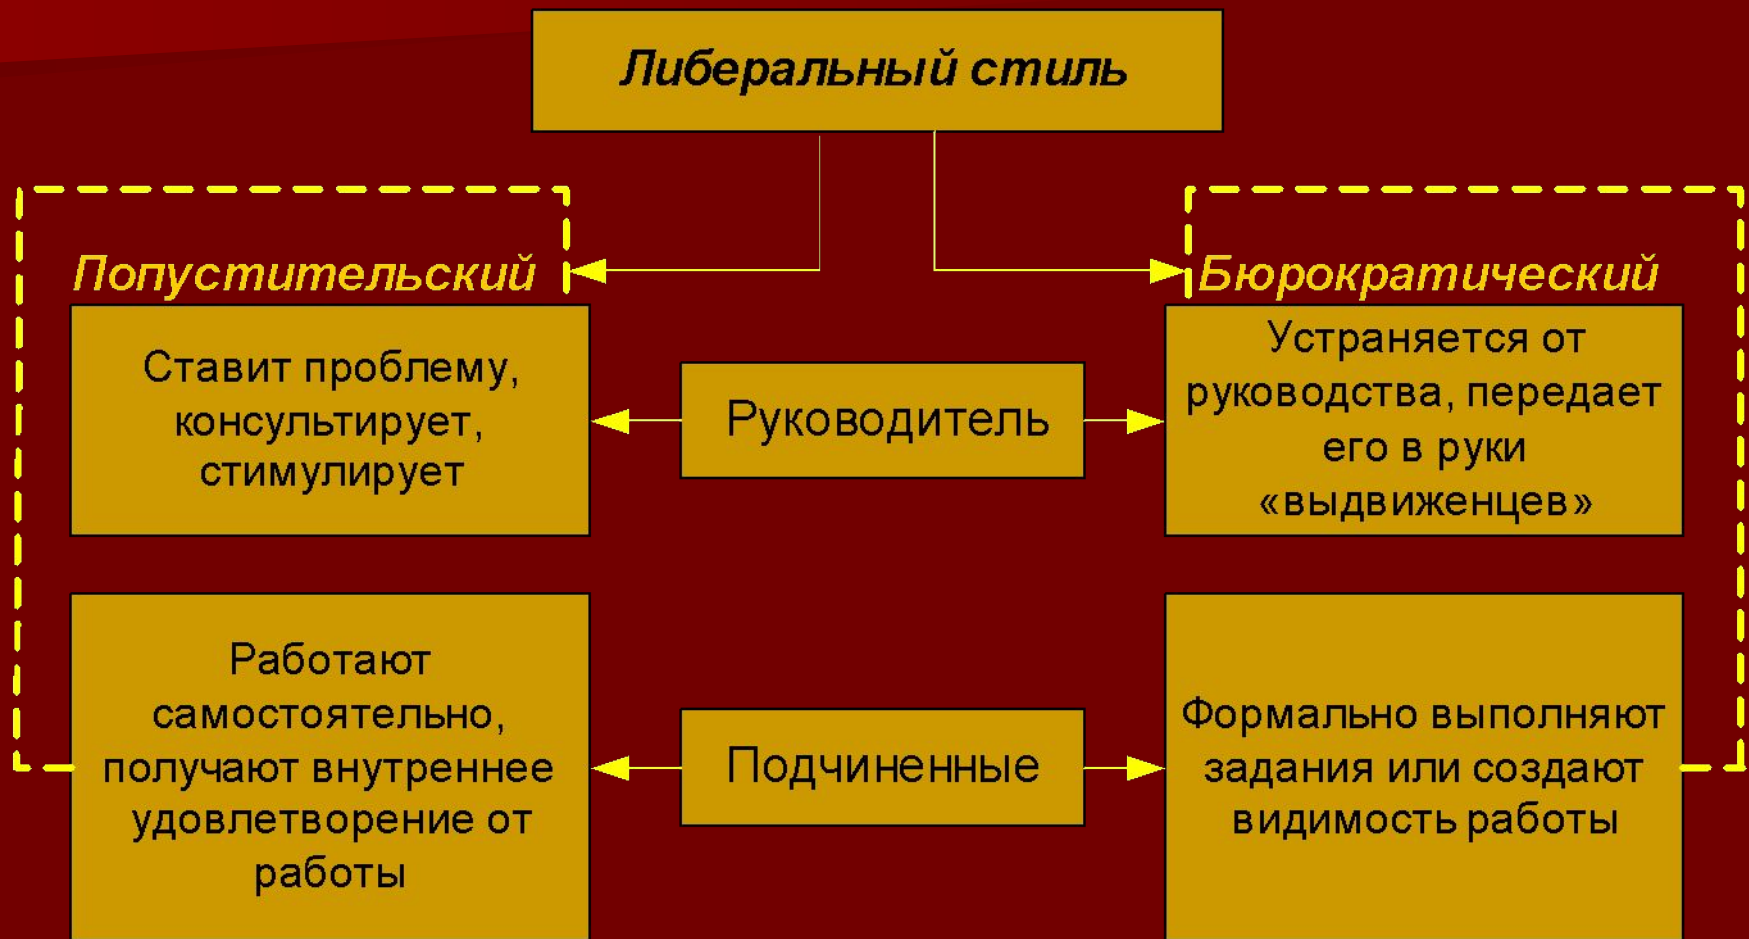 Либеральный стиль
Попустительский
Бюрократический
Ставит проблему,
консультирует,
стимулирует
Руководитель
Устраняется от
руководства, передает
его в руки
«выдвиженцев»
Работают
самостоятельно,
получают внутреннее
удовлетворение от
работы
Подчиненные
Формально выполняют
задания или создают
видимость работы